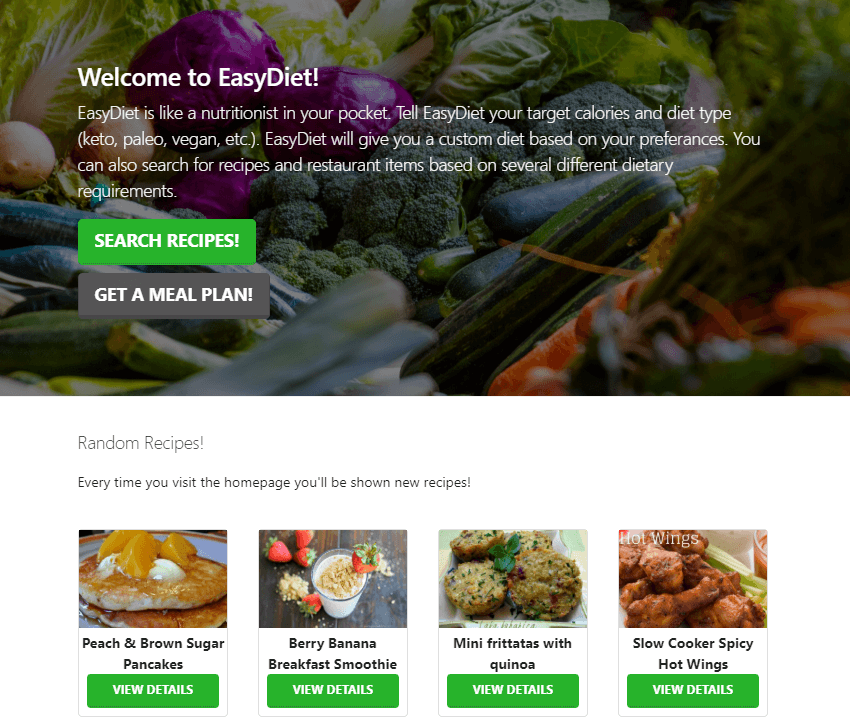 Welcome to EasyDiet!
EasyDiet is like a nutritionist in your pocket. Tell EasyDiet your target calories and diet type
(keto, paleo, vegan, etc.). EasyDiet will give you a custom diet based on your preferances. You
can also search for recipes and restaurant items based on several different dietary
requirements.
SEARCH RECIPES!
GET A MEAL PLAN!
Random Recipes!
Every time you visit the homepage you'll be shown new recipes!
Hot Wings
Peach & Brown Sugar
Pancakes
VIEW DETAILS
Berry Banana
Breakfast Smoothie
VIEW DETAILS
Mini frittatas with
quinoa
VIEW DETAILS
Slow Cooker Spicy
Hot Wings
VIEW DETAILS